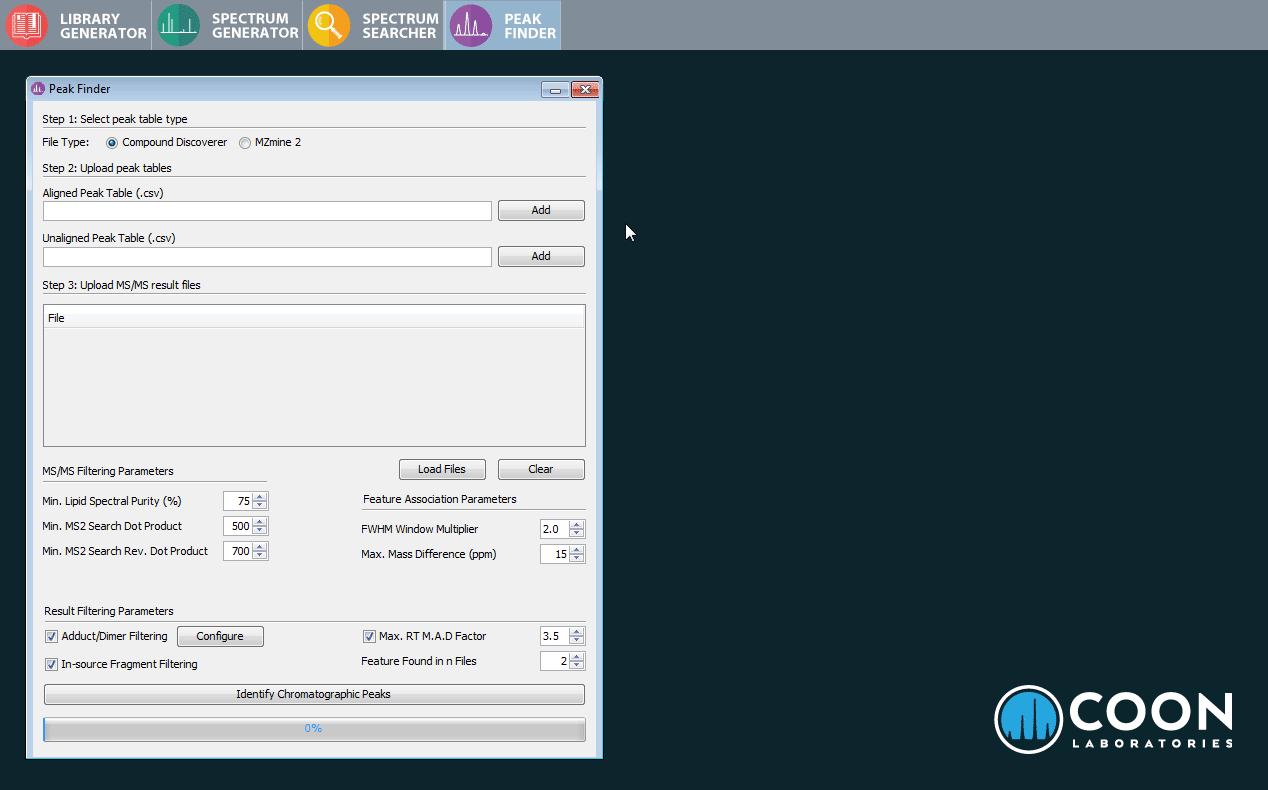 LIBRARY
GENERATOR
SPECTRUM
GENERATOR
SPECTRUM
SEARCHER
PEAK
FINDER
Peak Finder
Step 1: Select peak table type
File Type: Compound Discoverer MZmine 2
Step 2: Upload peak tables
Aligned Peak Table (.csv)
Add
Unaligned Peak Table (.csv)
Add
Step 3: Upload MS/MS result files
File
Load Files Clear
MS/MS Filtering Parameters
Min. Lipid Spectral Purity (%) 75
Min. MS2 Search Dot Product 500
Min. MS2 Search Rev. Dot Product 700
Feature Association Parameters
FWHM Window Multiplier 2.0
Max. Mass Difference (ppm) 15
Result Filtering Parameters
Adduct/Dimer Filtering Configure
In-source Fragment Filtering
Max. RT M.A.D Factor 3.5
Feature Found in n Files 2
Identify Chromatographic Peaks
0%
COON
LABORATORIES